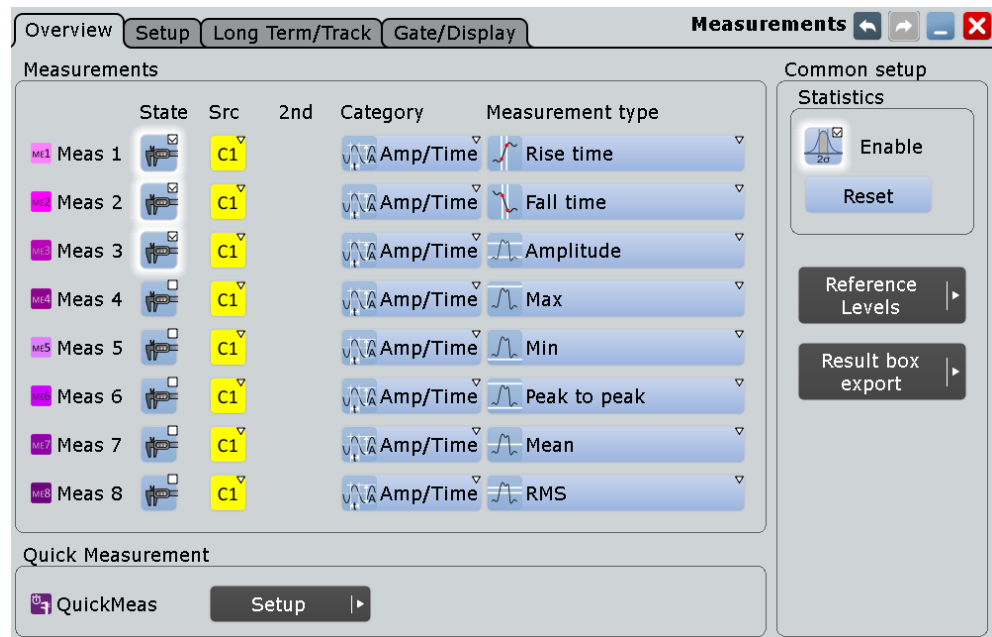 Overview Setup Long Term/Track Gate/Display Measurements
Measurements
State Src 2nd Category Measurement type
ME1 Meas 1 C1 Amp/Time Rise time
ME2 Meas 2 C1 Amp/Time Fall time
ME3 Meas 3 C1 Amp/Time Amplitude
ME4 Meas 4 C1 Amp/Time Max
ME5 Meas 5 C1 Amp/Time Min
ME6 Meas 6 C1 Amp/Time Peak to peak
ME7 Meas 7 C1 Amp/Time Mean
ME8 Meas 8 C1 Amp/Time RMS
Quick Measurement
QuickMeas Setup
Common setup
Statistics
2σ Enable
Reset
Reference
Levels
Result box
export